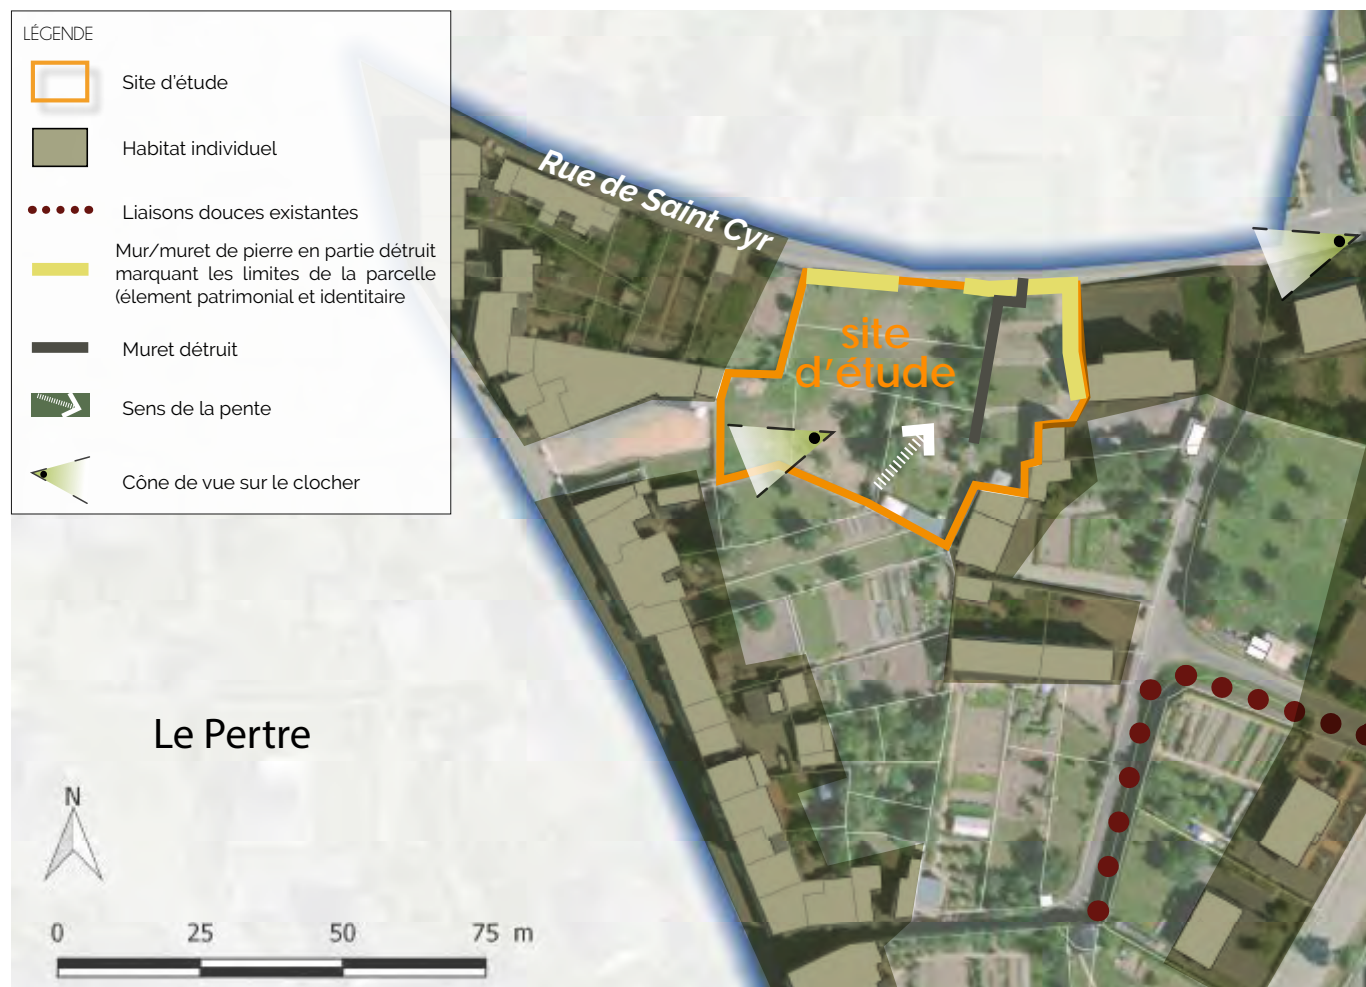 LÉGENDE
Site d'étude
Habitat individuel
Liaisons douces existantes
Mur/muret de pierre en partie détruit
marquant les limites de la parcelle
(élement patrimonial et identitaire
Muret détruit
Sens de la pente
Cône de vue sur le clocher
Rue de Saint Cyr
site
d'étude
Le Pertre
N
0 25 50 75 m